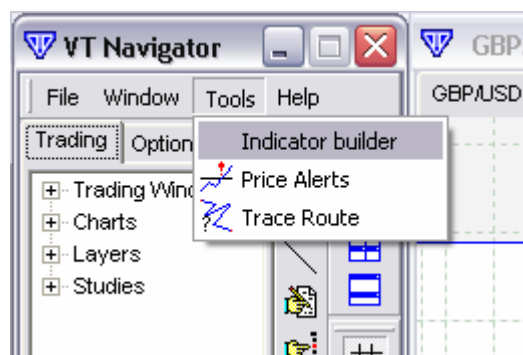 VT Navigator
GBP
File Window Tools Help
GBP/USD
Trading Option
Indicator builder
Price Alerts
Trace Route
Trading Wind
Charts
Layers
Studies